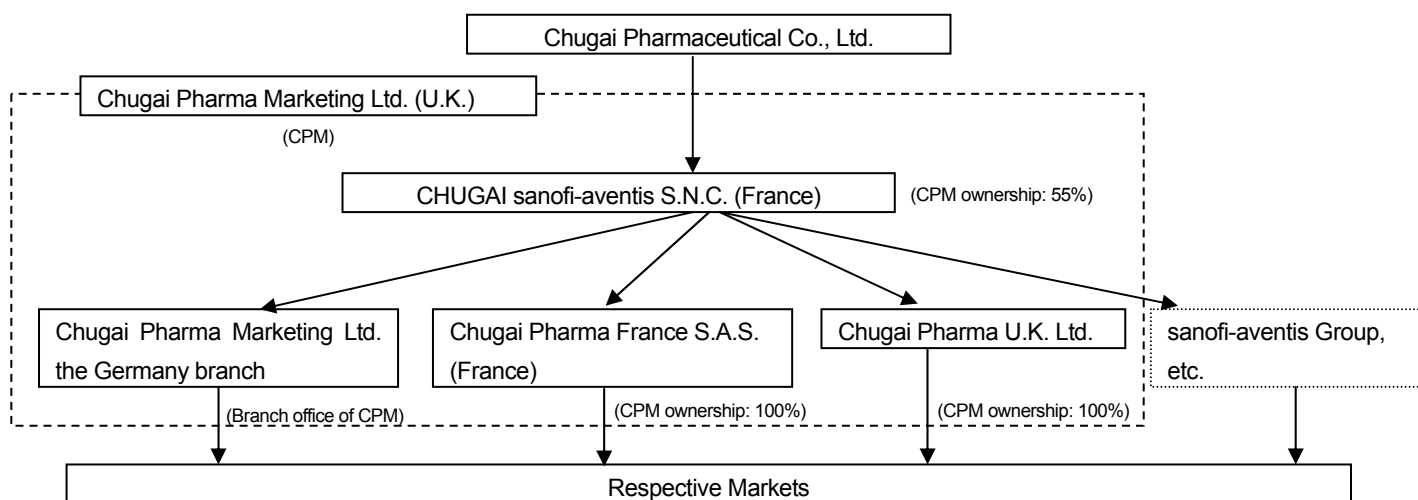 Chugai Pharmaceutical Co., Ltd.
Chugai Pharma Marketing Ltd. (U.K.)
(CPM)
CHUGAI sanofi-aventis S.N.C. (France)
(CPM ownership: 55%)
Chugai Pharma Marketing Ltd.
the Germany branch
Chugai Pharma France S.A.S.
(France)
Chugai Pharma U.K. Ltd.
sanofi-aventis Group,
etc.
(Branch office of CPM)
(CPM ownership: 100%)
(CPM ownership: 100%)
Respective Markets